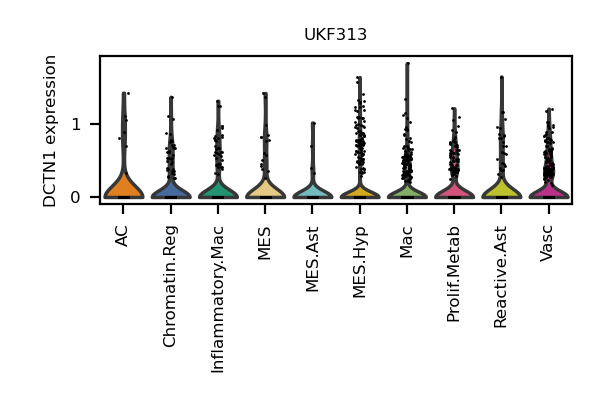 UKF313
DCTN1 expression
1
0
AC
Chromatin.Reg
Inflammatory.Mac
MES
MES.Ast
MES.Hyp
Mac
Prolif.Metab
Reactive.Ast
Vasc